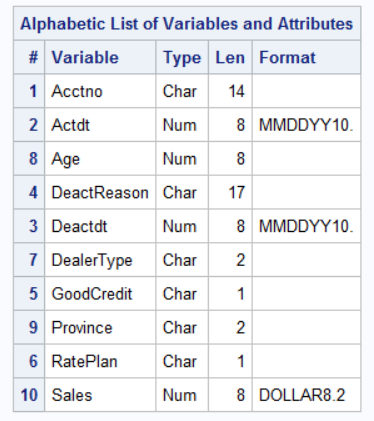 Alphabetic List of Variables and Attributes
# Variable Type Len Format
1 Acctno Char 14
2 Actdt Num 8 MMDDYY10.
8 Age Num 8
4 DeactReason Char 17
3 Deactdt Num 8 MMDDYY10.
7 DealerType Char 2
5 GoodCredit Char 1
9 Province Char 2
6 RatePlan Char 1
10 Sales Num 8 DOLLAR8.2